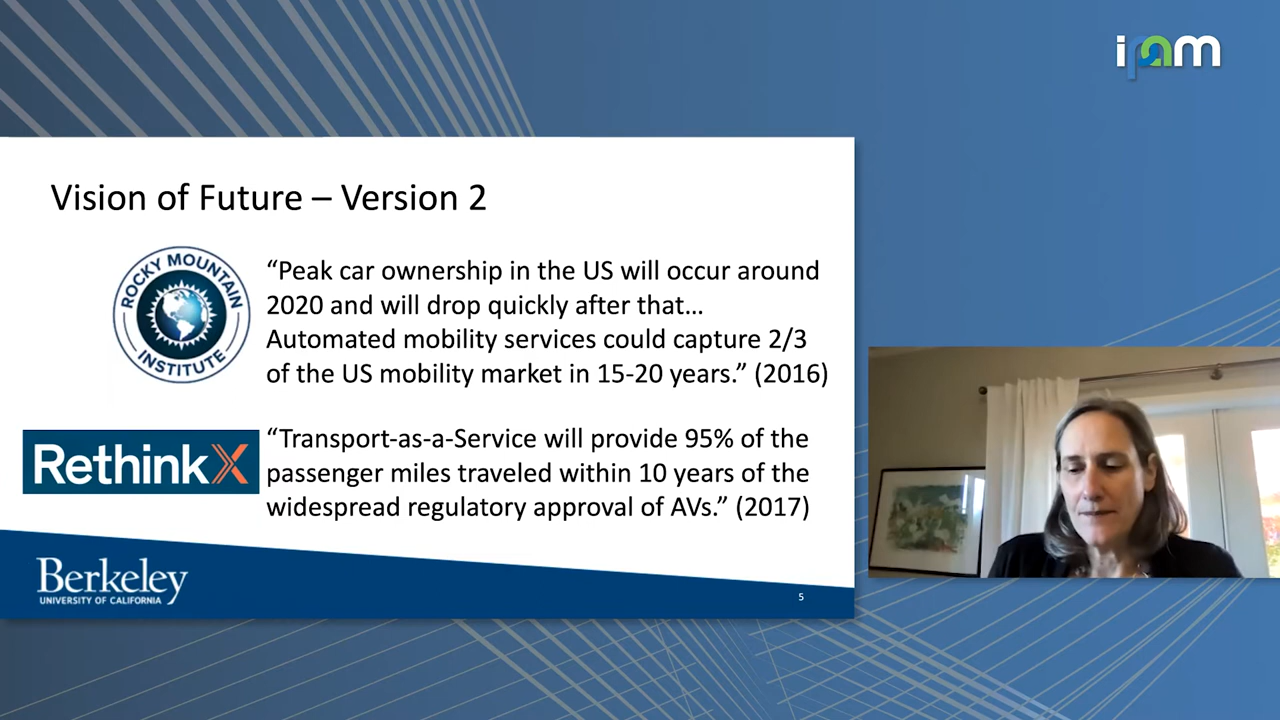 ipam
Vision of Future – Version 2
ROCKY MOUNTAIN
INSTITUTE
“Peak car ownership in the US will occur around
2020 and will drop quickly after that…
Automated mobility services could capture 2/3
of the US mobility market in 15-20 years.” (2016)
RethinkX
“Transport-as-a-Service will provide 95% of the
passenger miles traveled within 10 years of the
widespread regulatory approval of AVs.” (2017)
Berkeley
UNIVERSITY OF CALIFORNIA
5